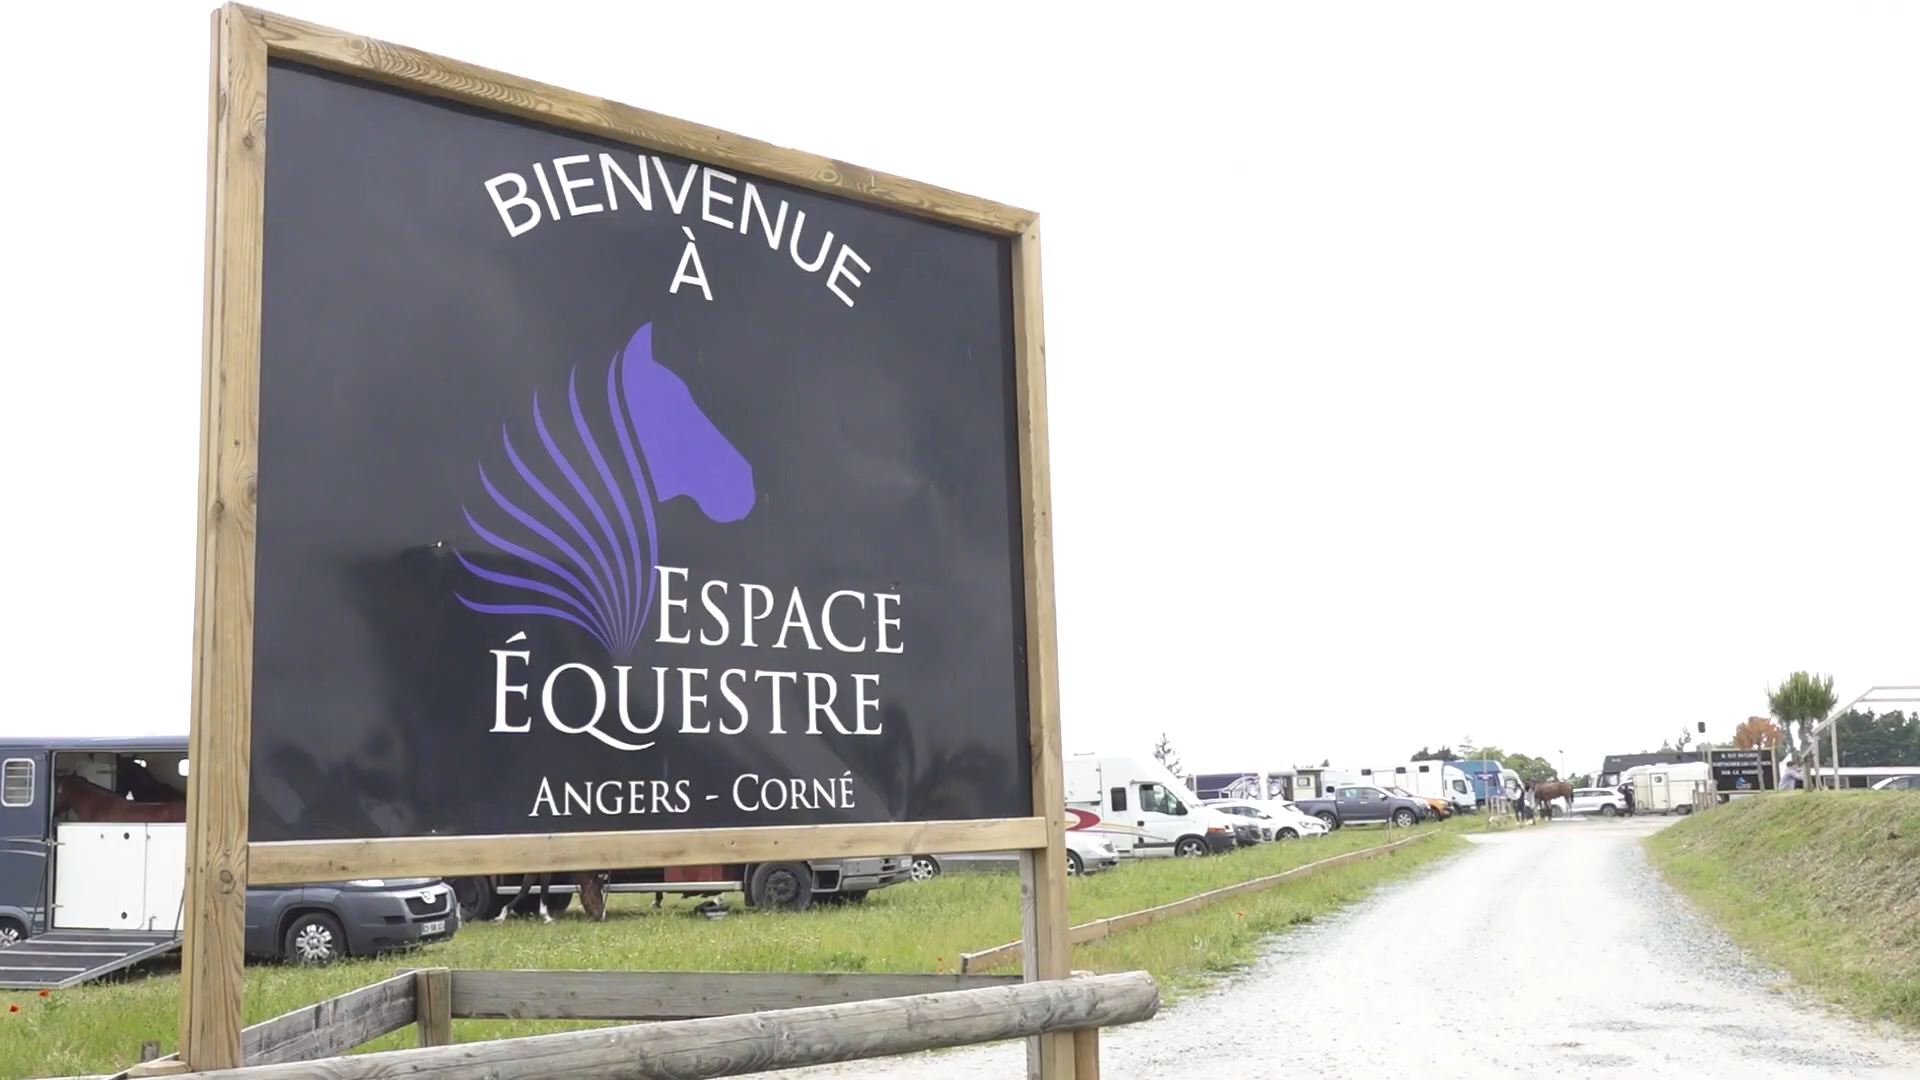 BIENVENUE
À
ESPACE
ÉQUESTRE
ANGERS - CORNÉ